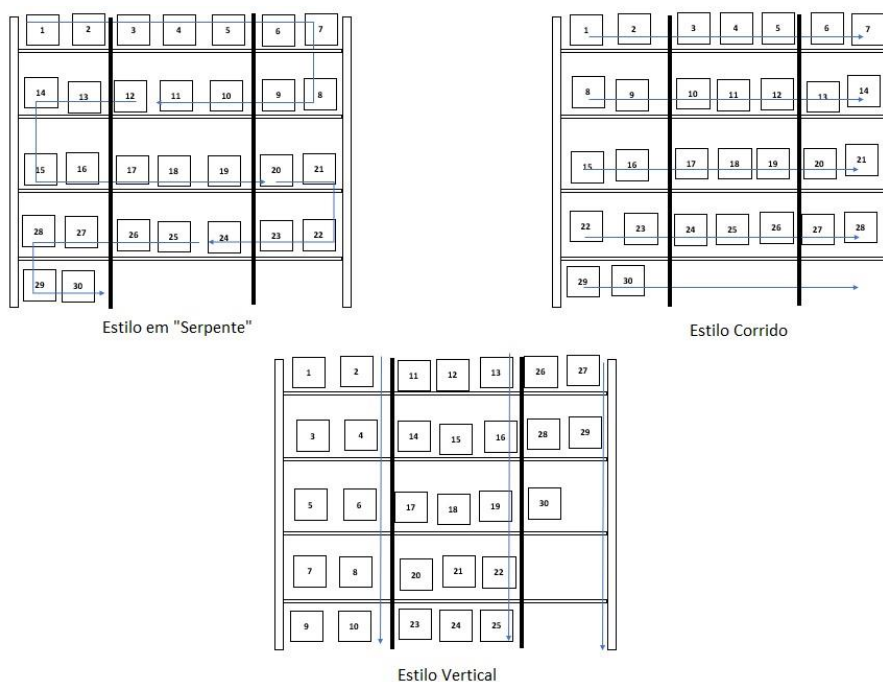 1 2 3 4 5 6 7
14 13 12 11 10 9 8
15 16 17 18 19 20 21
28 27 26 25 24 23 22
29 30
Estilo em "Serpente"
1 2 3 4 5 6 7
8 9 10 11 12 13 14
15 16 17 18 19 20 21
22 23 24 25 26 27 28
29 30
Estilo Corrido
1 2 11 12 13 26 27
3 4 14 15 16 28 29
5 6 17 18 19 30
7 8 20 21 22
9 10 23 24 25
Estilo Vertical